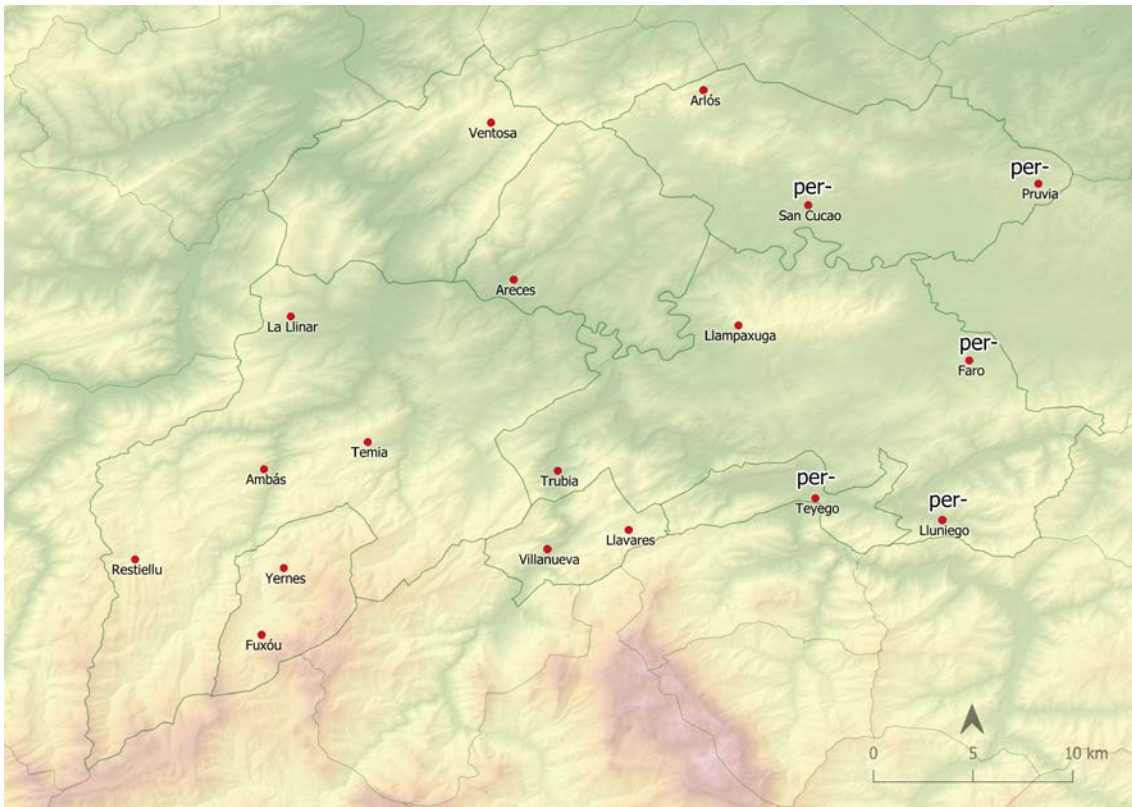 Arlós
Ventosa
per-
Pruvia
per-
San Cucao
Areces
La Llinar
Llampaxuga
per-
Faro
Temia
Ambás
Trubia
per-
Teyego
per-
Lluniego
Llavares
Villanueva
Restiellu
Yernes
Fuxóu
0 5 10 km